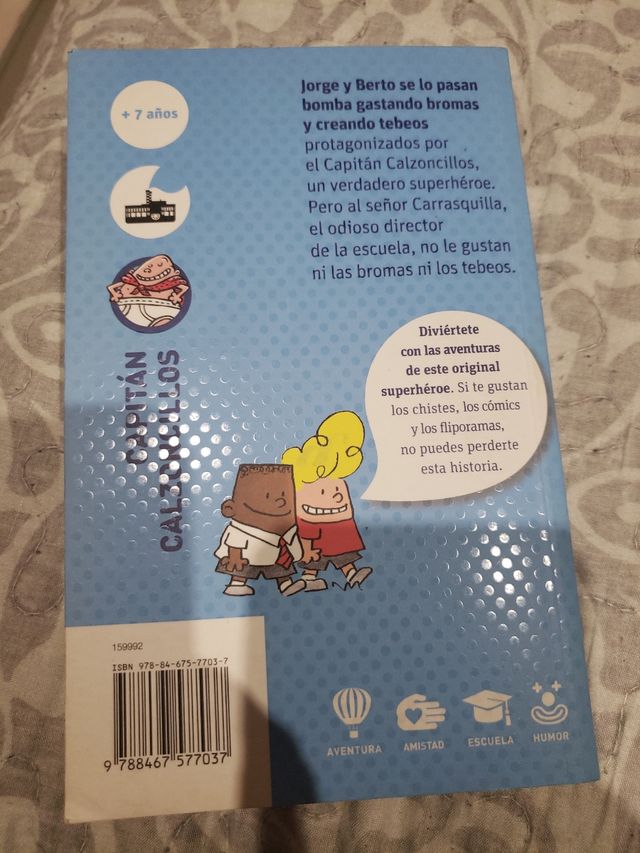 + 7 años
Jorge y Berto se lo pasan
bomba gastando bromas
y creando tebeos
protagonizados por
el Capitán Calzoncillos,
un verdadero superhéroe.
Pero al señor Carrasquilla,
el odioso director
de la escuela, no le gustan
ni las bromas ni los tebeos.
CAPITÁN
CALZONCILLOS
Diviértete
con las aventuras
de este original
superhéroe. Si te gustan
los chistes, los cómics
y los fliporamas,
no puedes perderte
esta historia.
159992
ISBN 978-84-675-7703-7
9 788467 577037
AVENTURA
AMISTAD
ESCUELA
HUMOR